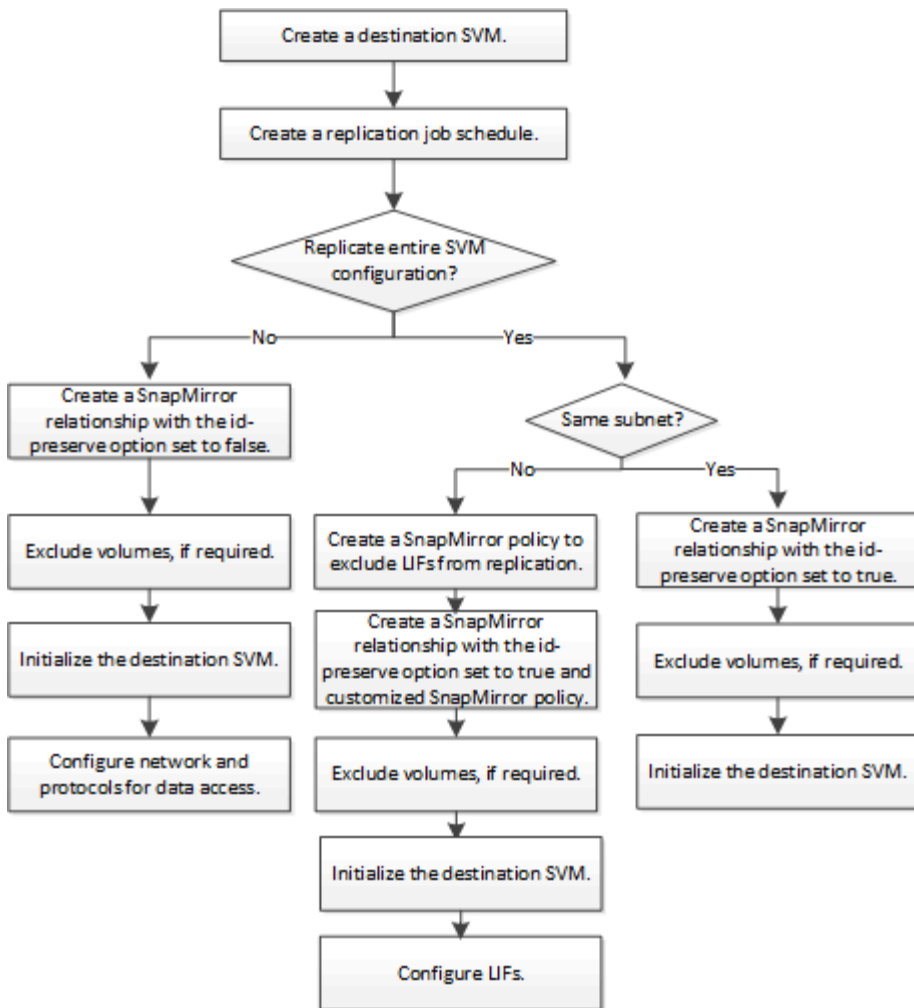 Create a destination SVM.
Create a replication job schedule.
Replicate entire SVM
configuration?
No
Yes
Create a SnapMirror
relationship with the id-
preserve option set to false.
Same subnet?
No
Yes
Exclude volumes, if required.
Create a SnapMirror policy to
exclude LIFs from replication.
Create a SnapMirror
relationship with the id-
preserve option set to true.
Initialize the destination SVM.
Create a SnapMirror
relationship with the id-
preserve option set to true and
customized SnapMirror policy.
Exclude volumes, if required.
Configure network and
protocols for data access.
Exclude volumes, if required.
Initialize the destination SVM.
Initialize the destination SVM.
Configure LIFs.